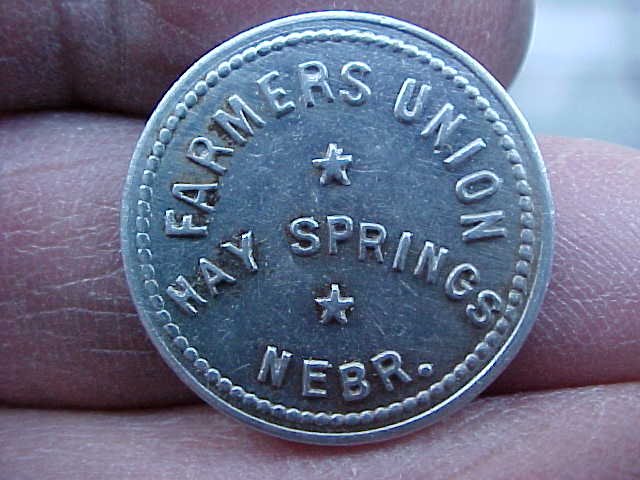 FARMERS UNION
HAY SPRINGS
NEBR.